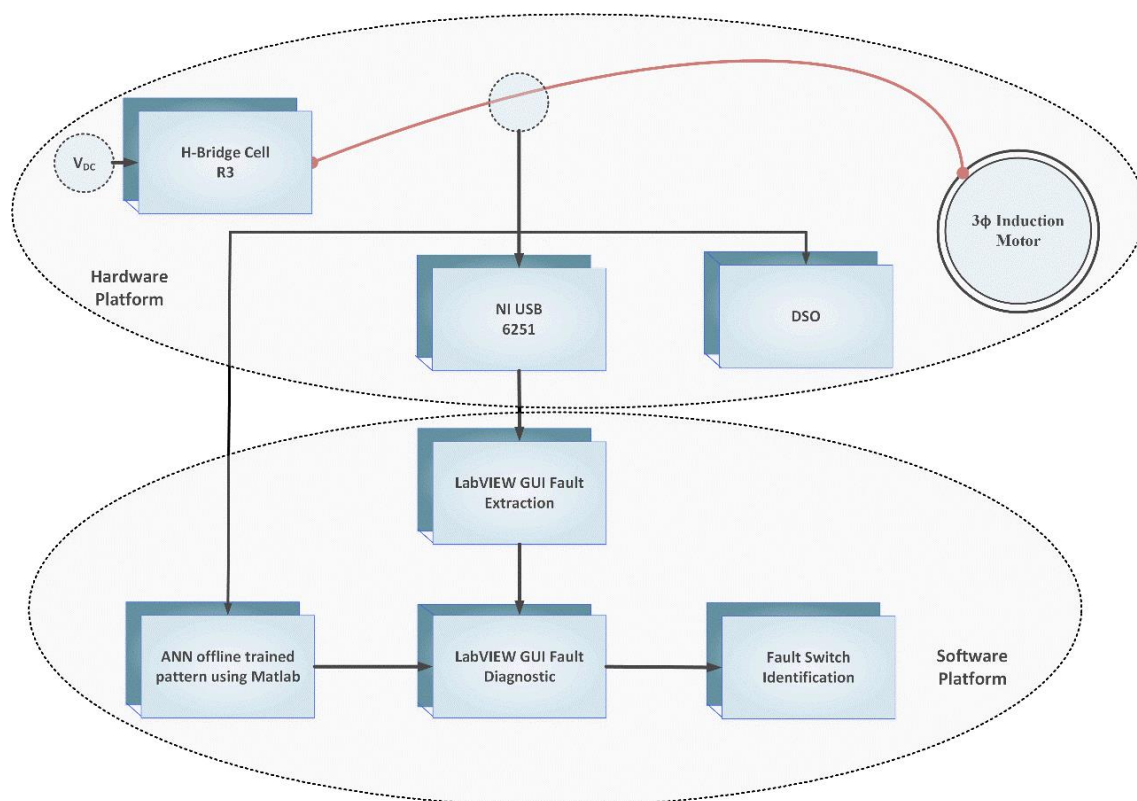 H-Bridge Cell
R3
V_DC
3ϕ Induction
Motor
Hardware
Platform
NI USB
6251
DSO
LabVIEW GUI Fault
Extraction
ANN offline trained
pattern using Matlab
LabVIEW GUI Fault
Diagnostic
Fault Switch
Identification
Software
Platform